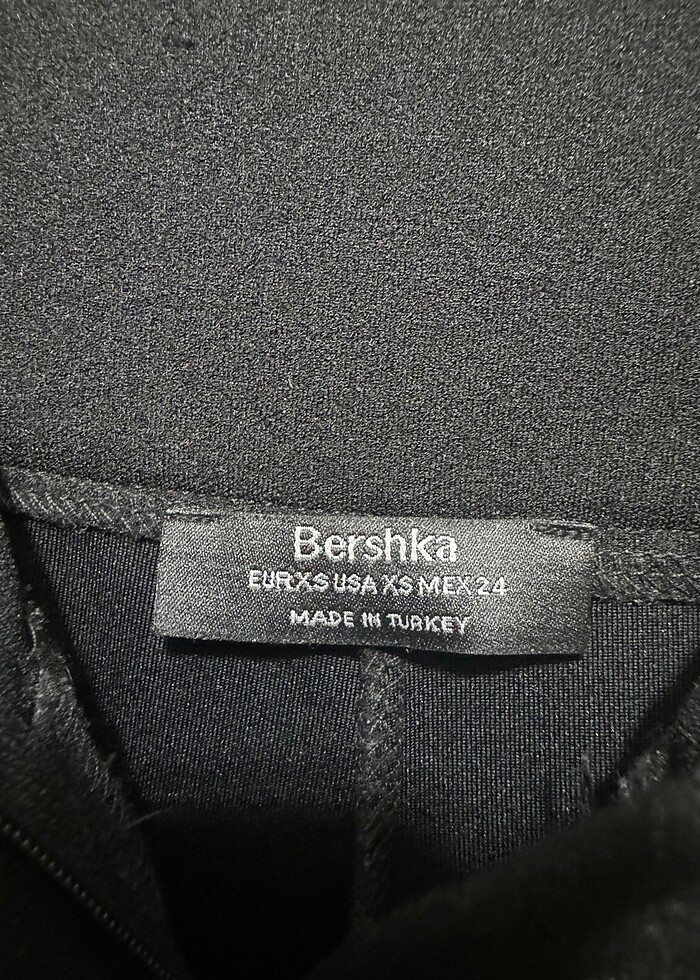 Bershka
EUR XS USA XS MEX 24
MADE IN TURKEY